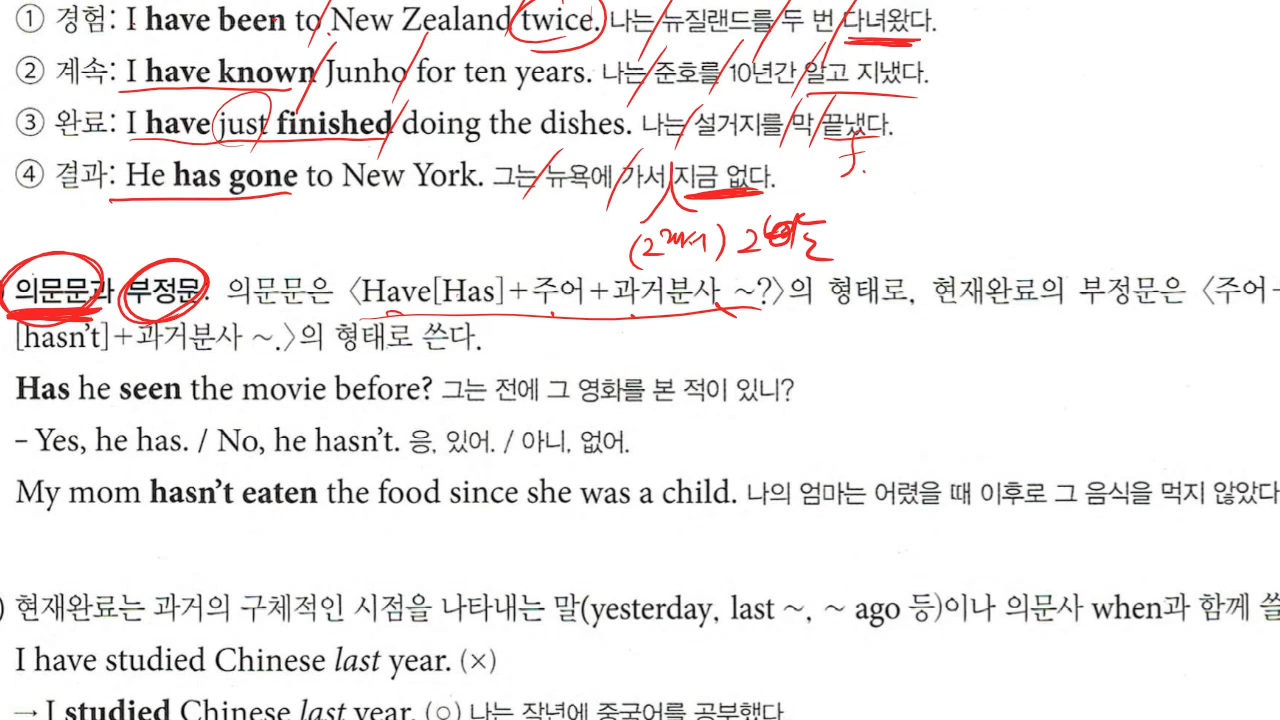 ① 경험: I have been to New Zealand twice. 나는 뉴질랜드를 두 번 다녀왔다.
② 계속: I have known Junho for ten years. 나는 준호를 10년간 알고 지냈다.
③ 완료: I have just finished doing the dishes. 나는 설거지를 막 끝냈다.
④ 결과: He has gone to New York. 그는 뉴욕에 가서 지금 없다.
의문문과 부정문: 의문문은 〈Have[Has]+주어+과거분사 ~?〉의 형태로, 현재완료의 부정문은 〈주어+
[hasn't]+과거분사 ~.〉의 형태로 쓴다.
Has he seen the movie before? 그는 전에 그 영화를 본 적이 있니?
– Yes, he has. / No, he hasn't. 응, 있어. / 아니, 없어.
My mom hasn't eaten the food since she was a child. 나의 엄마는 어렸을 때 이후로 그 음식을 먹지 않았다
) 현재완료는 과거의 구체적인 시점을 나타내는 말(yesterday, last ~, ~ ago 등)이나 의문사 when과 함께 쓸
I have studied Chinese last year. (×)
→ I studied Chinese last year. (○) 나는 작년에 중국어를 공부했다.